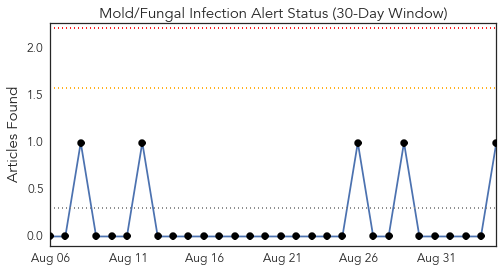 Mold/Fungal Infection Alert Status (30-Day Window)
Articles Found
2.0
1.5
1.0
0.5
0.0
Aug 06 Aug 11 Aug 16 Aug 21 Aug 26 Aug 31